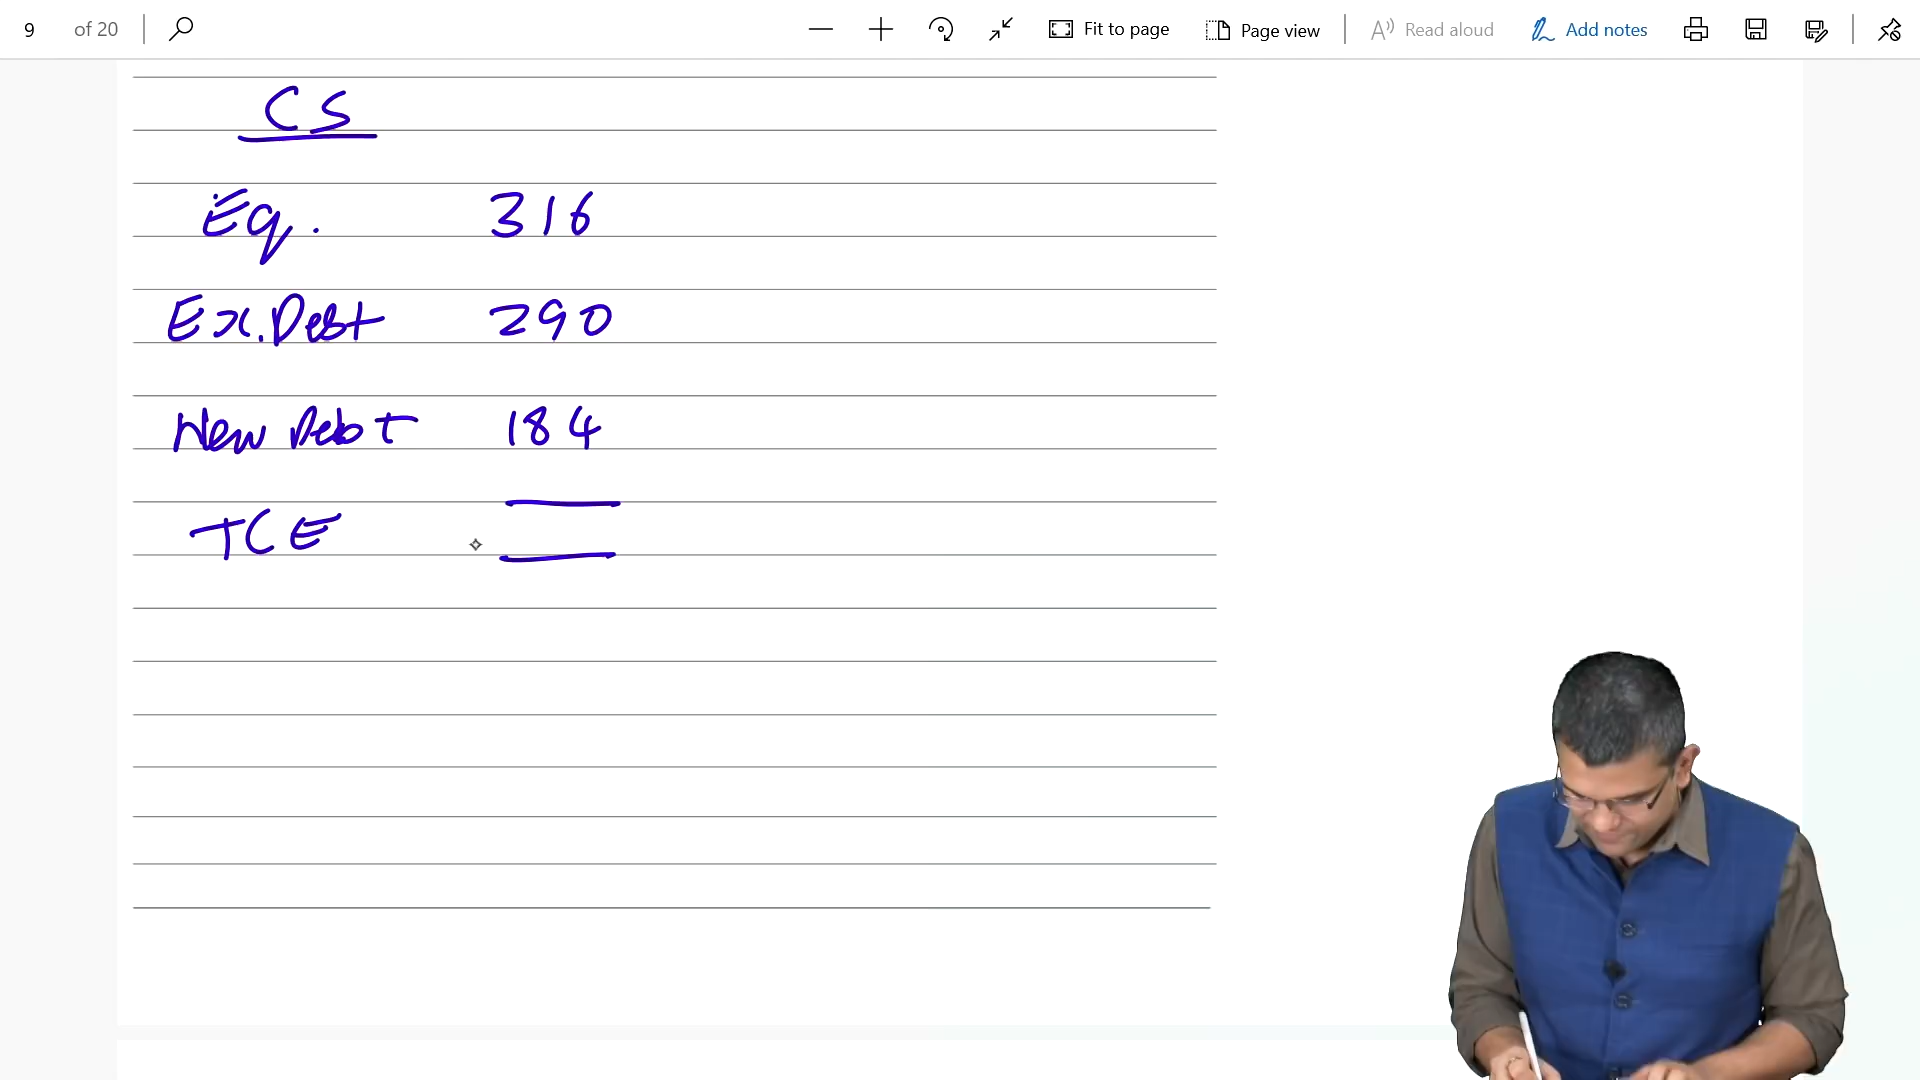 9 of 20 Fit to page Page view Read aloud Add notes
CS
Eq. 316
Ex. Debt 290
New Debt 184
TCE